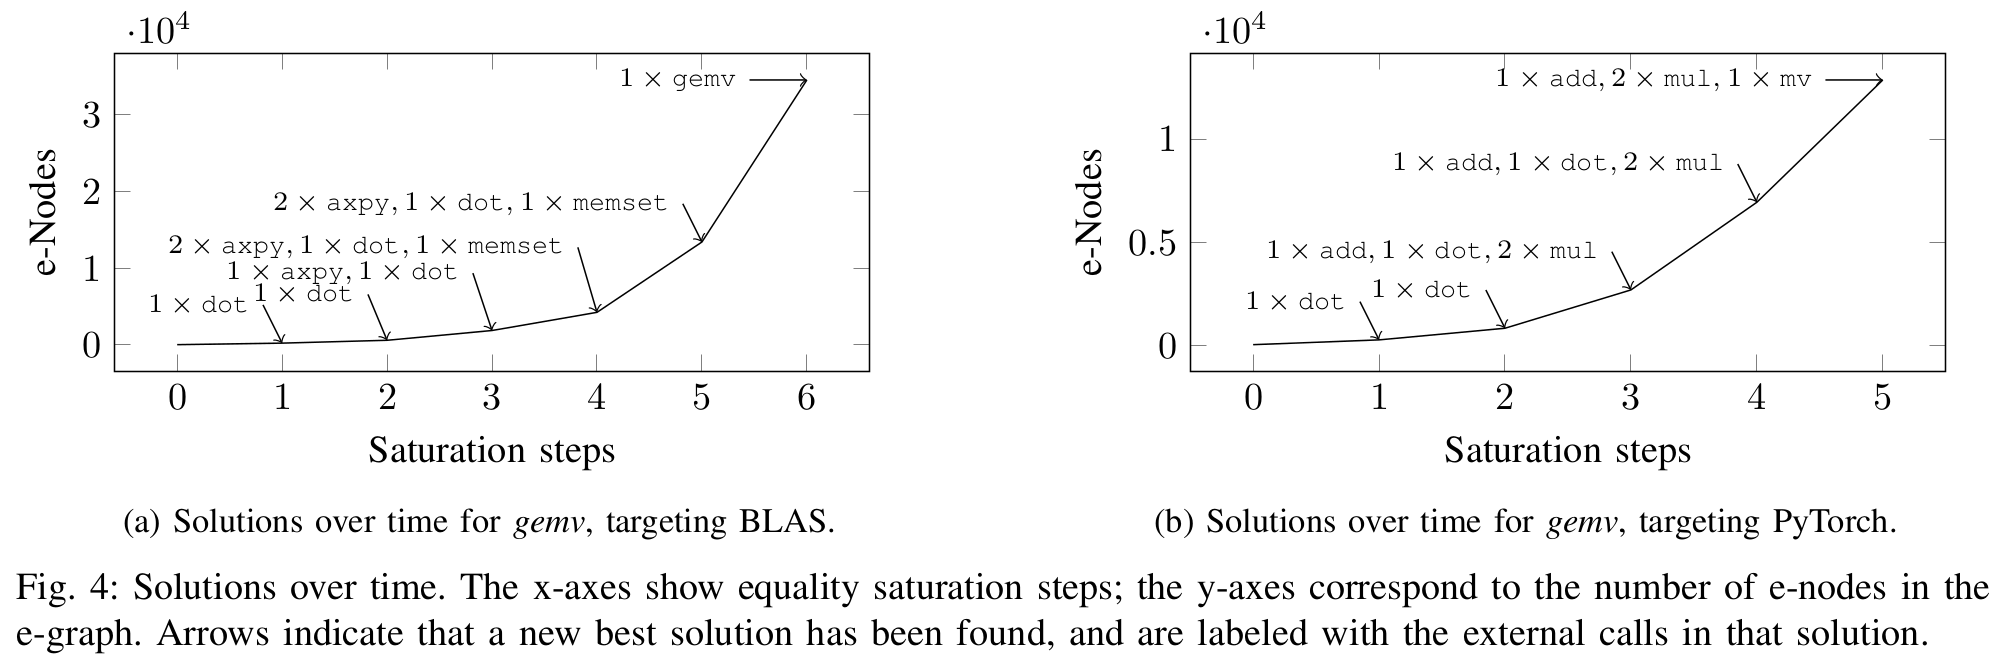 ·10⁴
3
2
1
0
e-Nodes
1 × gemv
2 × axpy, 1 × dot, 1 × memset
2 × axpy, 1 × dot, 1 × memset
1 × axpy, 1 × dot
1 × dot
1 × dot
0 1 2 3 4 5 6
Saturation steps
(a) Solutions over time for gemv, targeting BLAS.
·10⁴
1
0.5
0
e-Nodes
1 × add, 2 × mul, 1 × mv
1 × add, 1 × dot, 2 × mul
1 × add, 1 × dot, 2 × mul
1 × dot
1 × dot
0 1 2 3 4 5
Saturation steps
(b) Solutions over time for gemv, targeting PyTorch.
Fig. 4: Solutions over time. The x-axes show equality saturation steps; the y-axes correspond to the number of e-nodes in the
e-graph. Arrows indicate that a new best solution has been found, and are labeled with the external calls in that solution.